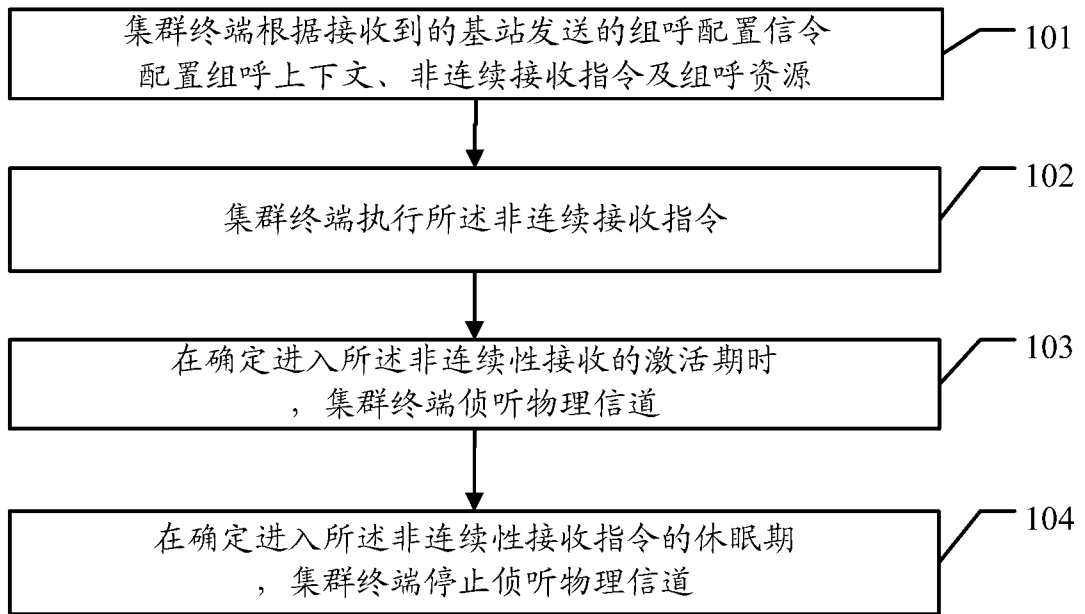 集群终端根据接收到的基站发送的组呼配置信令
配置组呼上下文、非连续接收指令及组呼资源
101
集群终端执行所述非连续接收指令
102
在确定进入所述非连续性接收的激活期时
，集群终端侦听物理信道
103
在确定进入所述非连续性接收指令的休眠期
，集群终端停止侦听物理信道
104